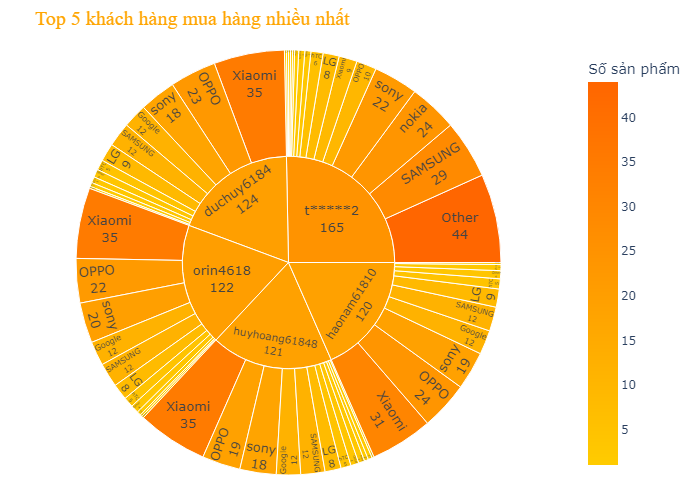 Top 5 khách hàng mua hàng nhiều nhất
Số sản phẩm
40
35
30
25
20
15
10
5
t*****2
165
Other
44
SAMSUNG
29
nokia
24
sony
22
OPPO
10
Xiaomi
9
LG
8
duchuy6184
124
Xiaomi
35
OPPO
23
sony
18
Google
12
SAMSUNG
12
LG
9
orin4618
122
Xiaomi
35
OPPO
22
sony
20
Google
12
SAMSUNG
12
LG
8
huyhoang61848
121
Xiaomi
35
OPPO
19
sony
18
Google
12
SAMSUNG
12
LG
8
haonam61810
120
Xiaomi
31
OPPO
24
sony
19
Google
12
SAMSUNG
12
LG
9